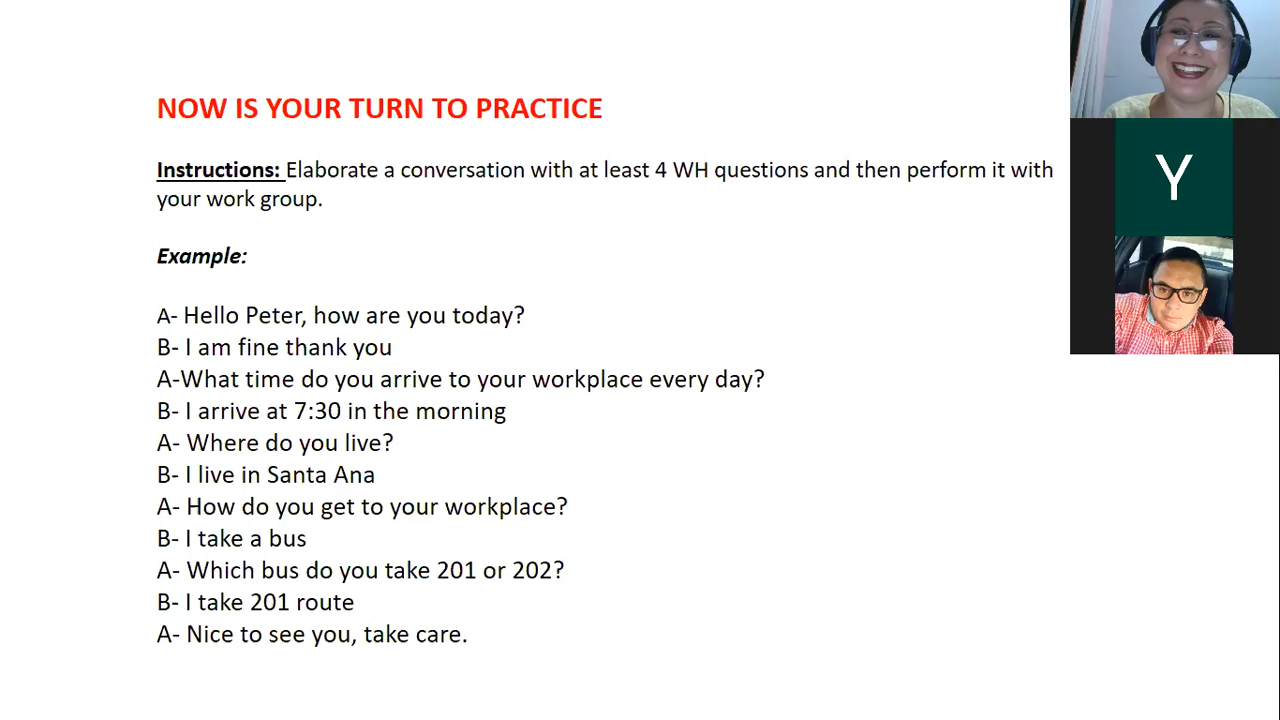 NOW IS YOUR TURN TO PRACTICE
Instructions: Elaborate a conversation with at least 4 WH questions and then perform it with
your work group.
Example:
A- Hello Peter, how are you today?
B- I am fine thank you
A-What time do you arrive to your workplace every day?
B- I arrive at 7:30 in the morning
A- Where do you live?
B- I live in Santa Ana
A- How do you get to your workplace?
B- I take a bus
A- Which bus do you take 201 or 202?
B- I take 201 route
A- Nice to see you, take care.
Y